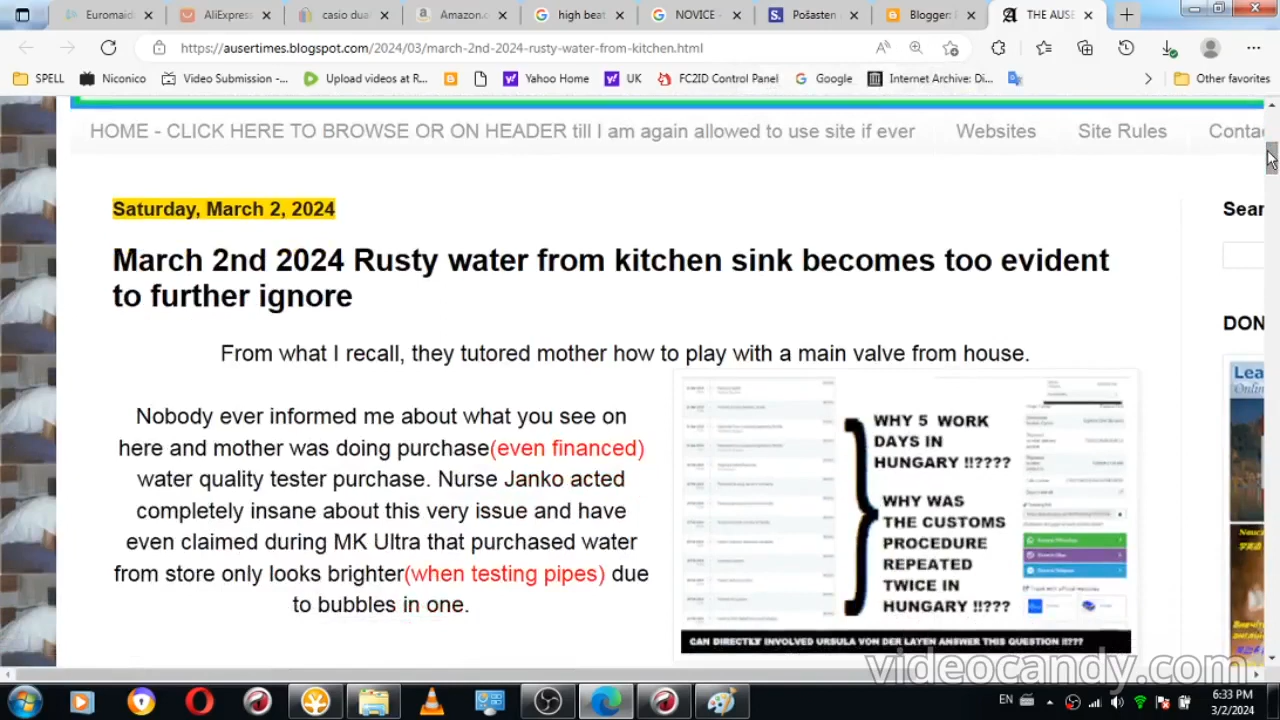 Euromaid
AliExpress
casio dual
Amazon.c
high beat
NOVICE -
Pošasten
Blogger: P
THE AUSE
https://ausertimes.blogspot.com/2024/03/march-2nd-2024-rusty-water-from-kitchen.html
SPELL
Niconico
Video Submission -...
Upload videos at R...
Yahoo Home
UK
FC2ID Control Panel
Google
Internet Archive: Di...
Other favorites
HOME - CLICK HERE TO BROWSE OR ON HEADER till I am again allowed to use site if ever
Websites
Site Rules
Conta
Saturday, March 2, 2024
Sear
March 2nd 2024 Rusty water from kitchen sink becomes too evident
to further ignore
DON
From what I recall, they tutored mother how to play with a main valve from house.
Nobody ever informed me about what you see on
here and mother was doing purchase(even financed)
water quality tester purchase. Nurse Janko acted
completely insane about this very issue and have
even claimed during mk ultra that purchased water
from store only looks brighter(when testing pipes) due
to bubbles in one.
WHY 5 WORK
DAYS IN
HUNGARY !!????
WHY WAS
THE CUSTOMS
PROCEDURE
REPEATED
TWICE IN
HUNGARY !!???
CAN DIRECTLY INVOLVED URSULA VON DER LAYEN ANSWER THIS QUESTION !!???
Lea
Onlin
videocandy.com
EN
6:33 PM
3/2/2024